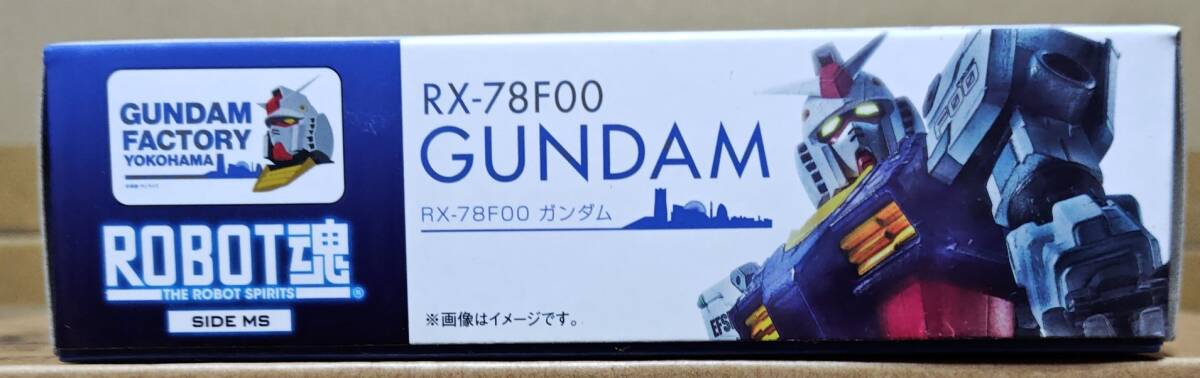 GUNDAM
FACTORY
YOKOHAMA
ROBOT魂
THE ROBOT SPIRITS
®
SIDE MS
RX-78F00
GUNDAM
RX-78F00 ガンダム
※画像はイメージです。
F00